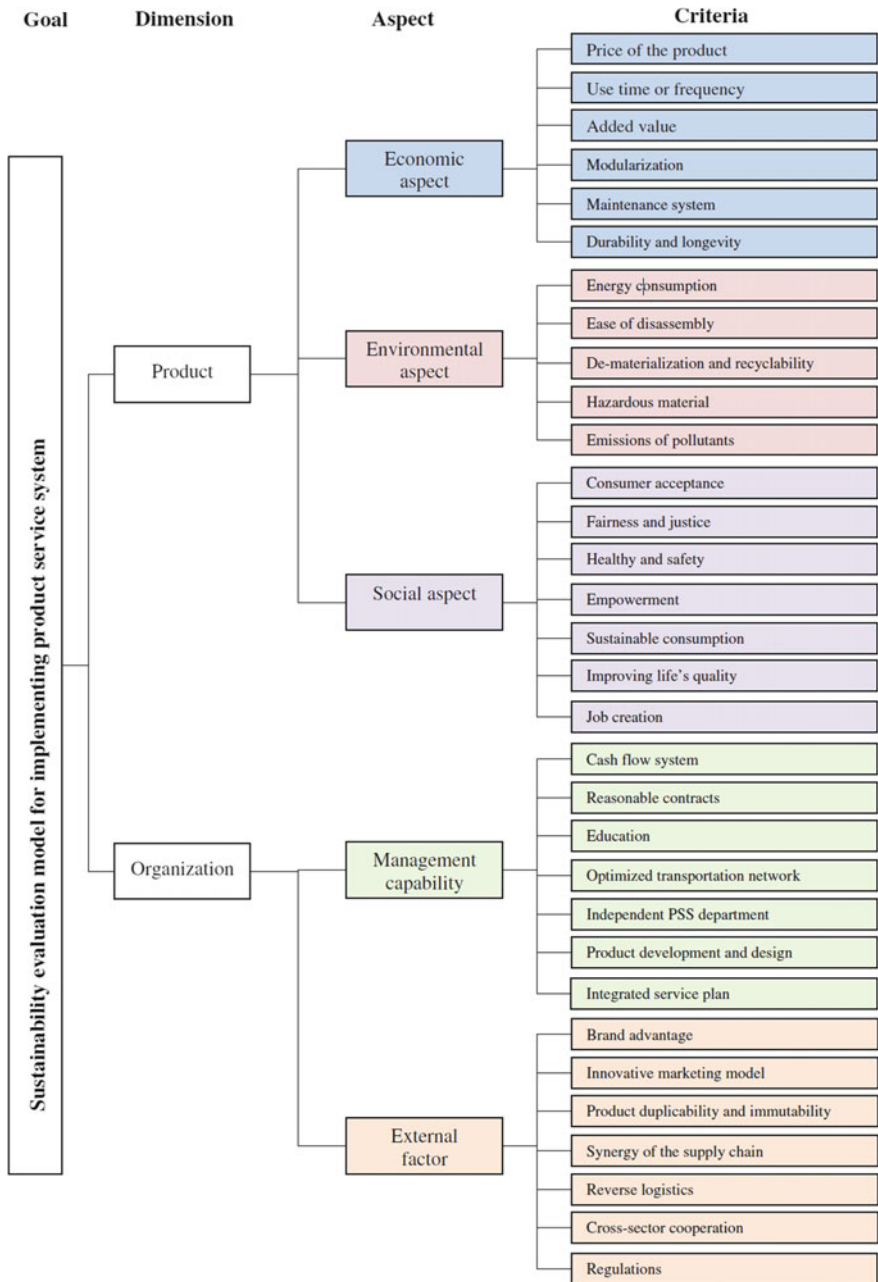 Goal
Dimension
Aspect
Criteria
Sustainability evaluation model for implementing product service system
Product
Economic
aspect
Price of the product
Use time or frequency
Added value
Modularization
Maintenance system
Durability and longevity
Environmental
aspect
Energy consumption
Ease of disassembly
De-materialization and recyclability
Hazardous material
Emissions of pollutants
Social aspect
Consumer acceptance
Fairness and justice
Healthy and safety
Empowerment
Sustainable consumption
Improving life's quality
Job creation
Organization
Management
capability
Cash flow system
Reasonable contracts
Education
Optimized transportation network
Independent PSS department
Product development and design
Integrated service plan
External
factor
Brand advantage
Innovative marketing model
Product duplicability and immutability
Synergy of the supply chain
Reverse logistics
Cross-sector cooperation
Regulations